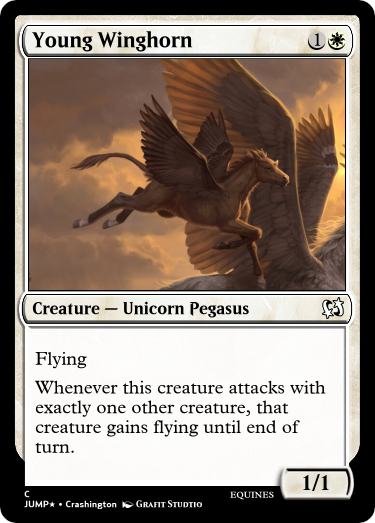 Young Winghorn 1
Creature — Unicorn Pegasus
Flying
Whenever this creature attacks with
exactly one other creature, that
creature gains flying until end of
turn.
1/1
C
JUMP★ • Crashington Grafit Studtio EQUINES